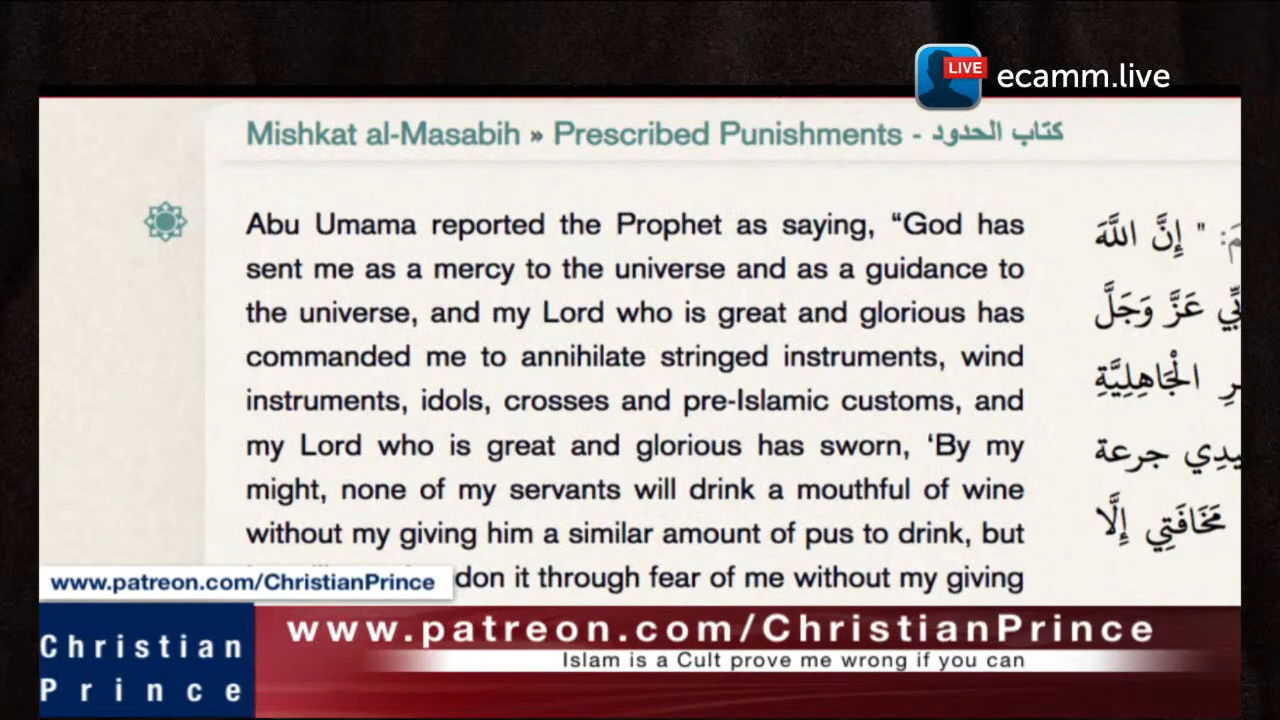 LIVE
ecamm.live
Mishkat al-Masabih » Prescribed Punishments - كتاب الحدود
Abu Umama reported the Prophet as saying, “God has
sent me as a mercy to the universe and as a guidance to
the universe, and my Lord who is great and glorious has
commanded me to annihilate stringed instruments, wind
instruments, idols, crosses and pre-Islamic customs, and
my Lord who is great and glorious has sworn, ‘By my
might, none of my servants will drink a mouthful of wine
without my giving him a similar amount of pus to drink, but
don it through fear of me without my giving
" إِنَّ اللَّهَ
عَزَّ وَجَلَّ
الْجَاهِلِيَّةِ
جرعة
مَخَافَتِي إِلَّا
www.patreon.com/ChristianPrince
Christian
Prince
www.patreon.com/ChristianPrince
Islam is a Cult prove me wrong if you can